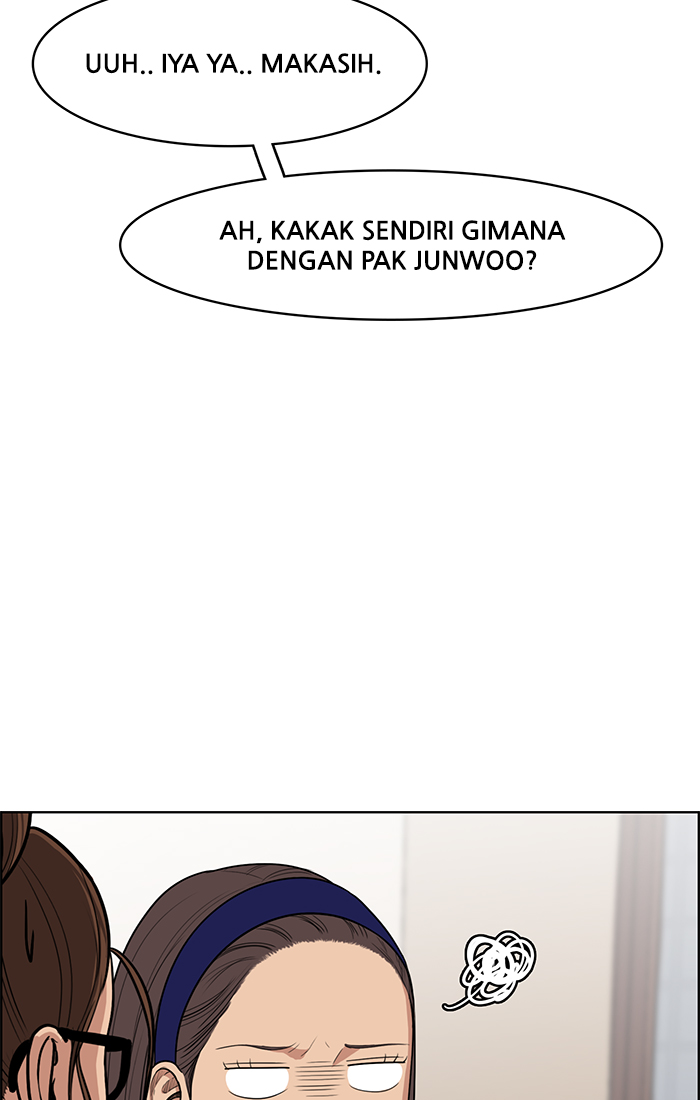 UUH.. IYA YA.. MAKASIH.
AH, KAKAK SENDIRI GIMANA
DENGAN PAK JUNWOO?